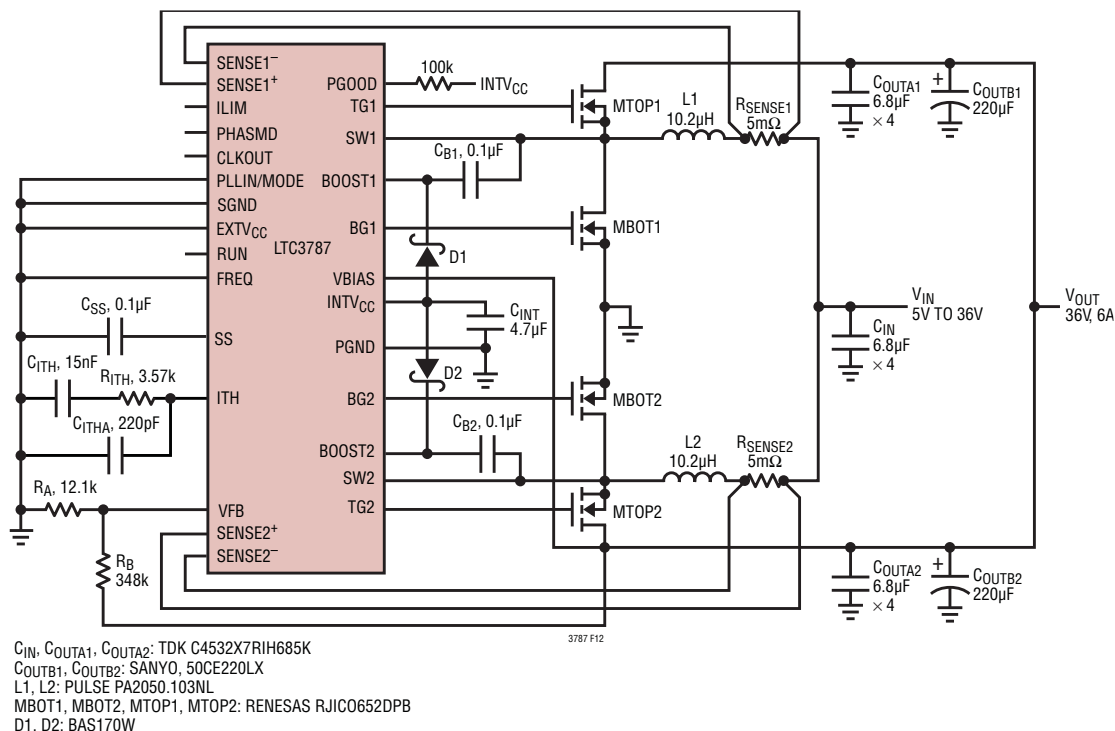 SENSE1–
SENSE1+
ILIM
PHASMD
CLKOUT
PLLIN/MODE
SGND
EXTVCC
RUN
FREQ
SS
ITH
VFB
SENSE2+
SENSE2–
LTC3787
PGOOD
TG1
SW1
BOOST1
BG1
VBIAS
INTVCC
PGND
BG2
BOOST2
SW2
TG2
100k
INTVCC
CB1, 0.1µF
D1
CINT
4.7µF
D2
CB2, 0.1µF
MTOP1
MBOT1
MBOT2
MTOP2
L1
10.2µH
RSENSE1
5mΩ
L2
10.2µH
RSENSE2
5mΩ
COUTA1
6.8µF
× 4
+
COUTB1
220µF
VIN
5V TO 36V
CIN
6.8µF
× 4
VOUT
36V, 6A
COUTA2
6.8µF
× 4
+
COUTB2
220µF
CSS, 0.1µF
CITH, 15nF
RITH, 3.57k
CITHA, 220pF
RA, 12.1k
RB
348k
3787 F12
CIN, COUTA1, COUTA2: TDK C4532X7RIH685K
COUTB1, COUTB2: SANYO, 50CE220LX
L1, L2: PULSE PA2050.103NL
MBOT1, MBOT2, MTOP1, MTOP2: RENESAS RJICO652DPB
D1, D2: BAS170W